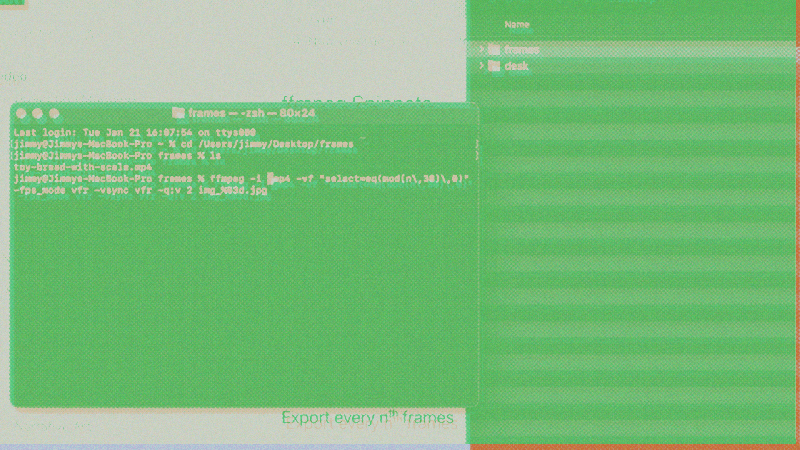 Name
frames
desk
ffmpeg Snippets
frames — -zsh — 80×24
Last login: Tue Jan 21 16:07:54 on ttys000
jimmy@Jimmys-MacBook-Pro ~ % cd /Users/jimmy/Desktop/frames
jimmy@Jimmys-MacBook-Pro frames % ls
toy-bread-with-scale.mp4
jimmy@Jimmys-MacBook-Pro frames % ffmpeg -i mp4 -vf "select=eq(mod(n\,30)\,0)"
-fps_mode vfr -vsync vfr -q:v 2 img_%03d.jpg
Export every nth frames